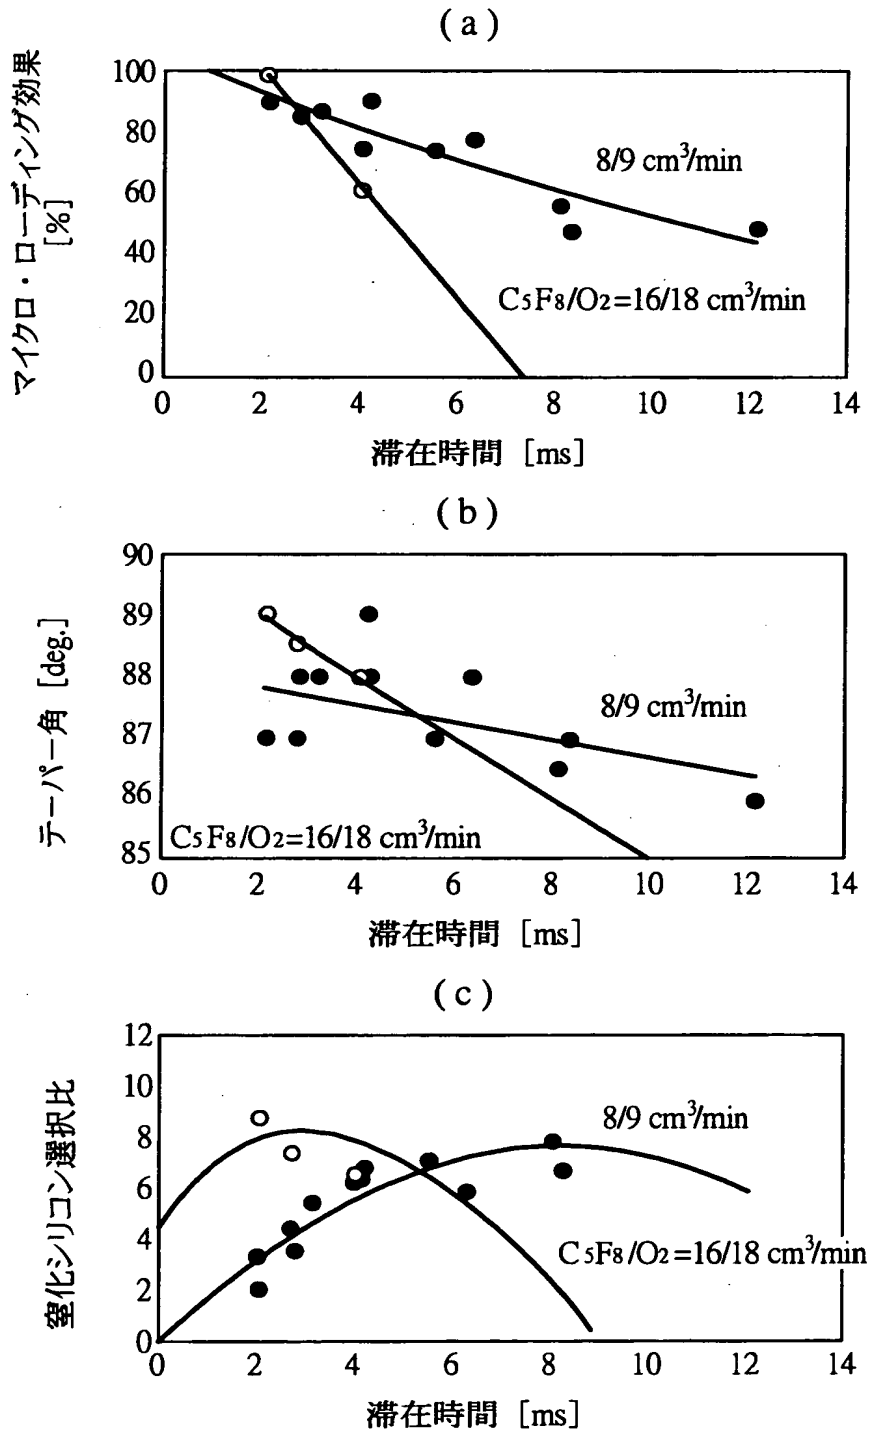 (a)
マイクロ・ローディング効果
[%]
100
80
60
40
20
0
8/9 cm³/min
C₅F₈/O₂=16/18 cm³/min
0 2 4 6 8 10 12 14
滞在時間 [ms]
(b)
テーパー角 [deg.]
90
89
88
87
86
85
8/9 cm³/min
C₅F₈/O₂=16/18 cm³/min
0 2 4 6 8 10 12 14
滞在時間 [ms]
(c)
窒化シリコン選択比
12
10
8
6
4
2
0
8/9 cm³/min
C₅F₈/O₂=16/18 cm³/min
0 2 4 6 8 10 12 14
滞在時間 [ms]